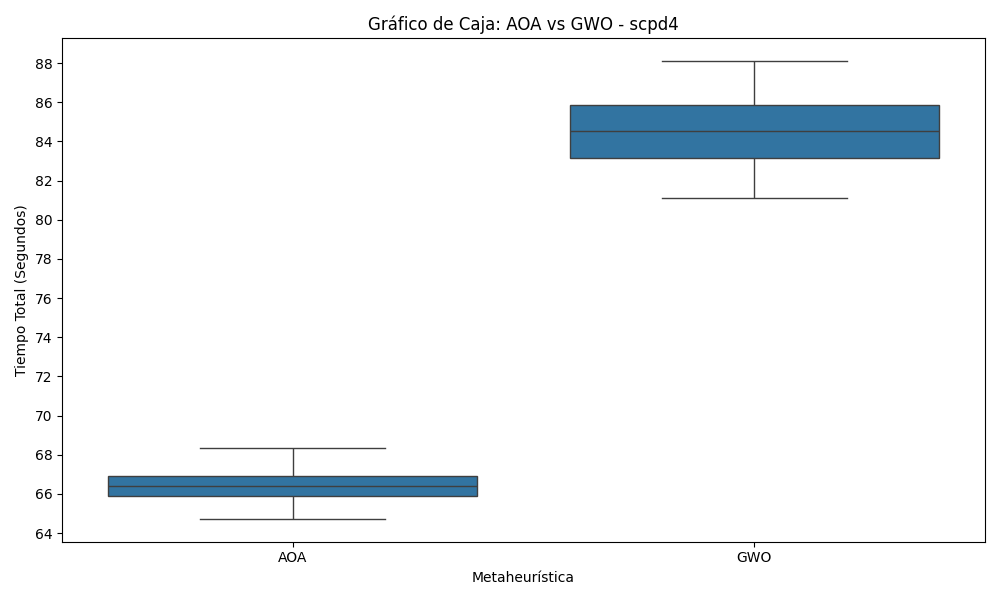 Gráfico de Caja: AOA vs GWO - scpd4
Tiempo Total (Segundos)
88
86
84
82
80
78
76
74
72
70
68
66
64
AOA
GWO
Metaheurística